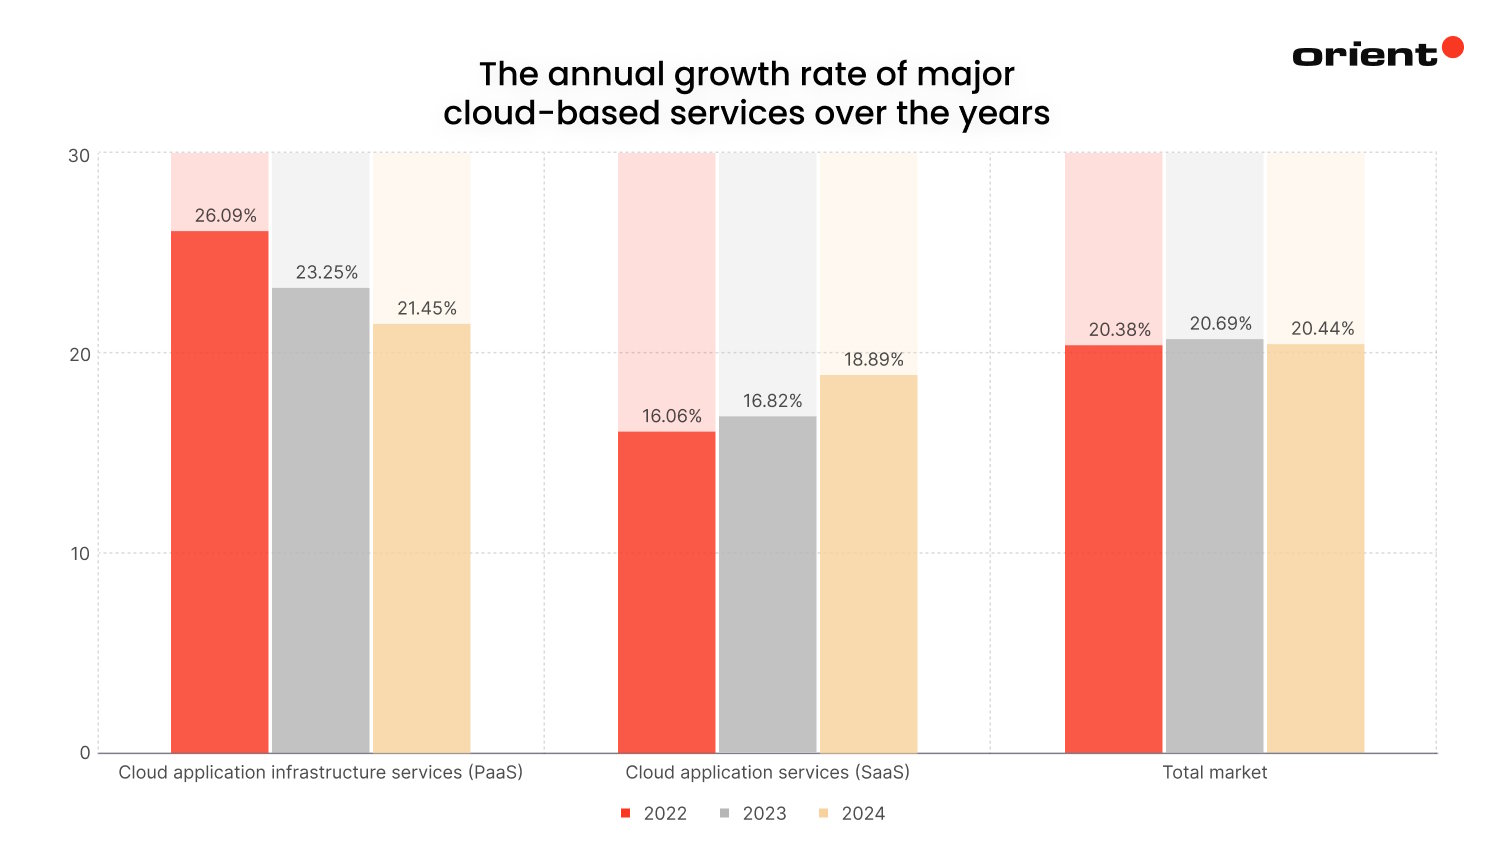 orient
The annual growth rate of major
cloud-based services over the years
30
20
10
0
26.09%
23.25%
21.45%
16.06%
16.82%
18.89%
20.38%
20.69%
20.44%
Cloud application infrastructure services (PaaS)
Cloud application services (SaaS)
Total market
2022
2023
2024